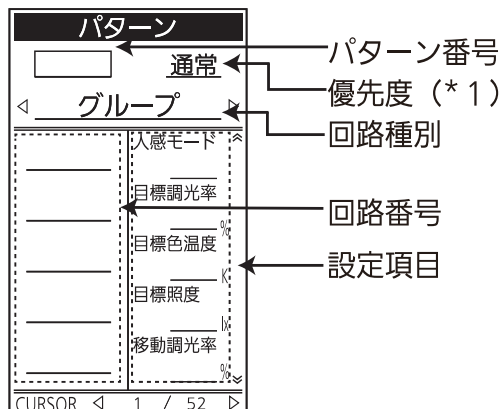 パターン
パターン番号
通常
優先度（*1）
◁ グループ ▷
回路種別
人感モード
目標調光率
回路番号
%
目標色温度
設定項目
K
目標照度
lx
移動調光率
%
CURSOR ◁ 1 / 52 ▷